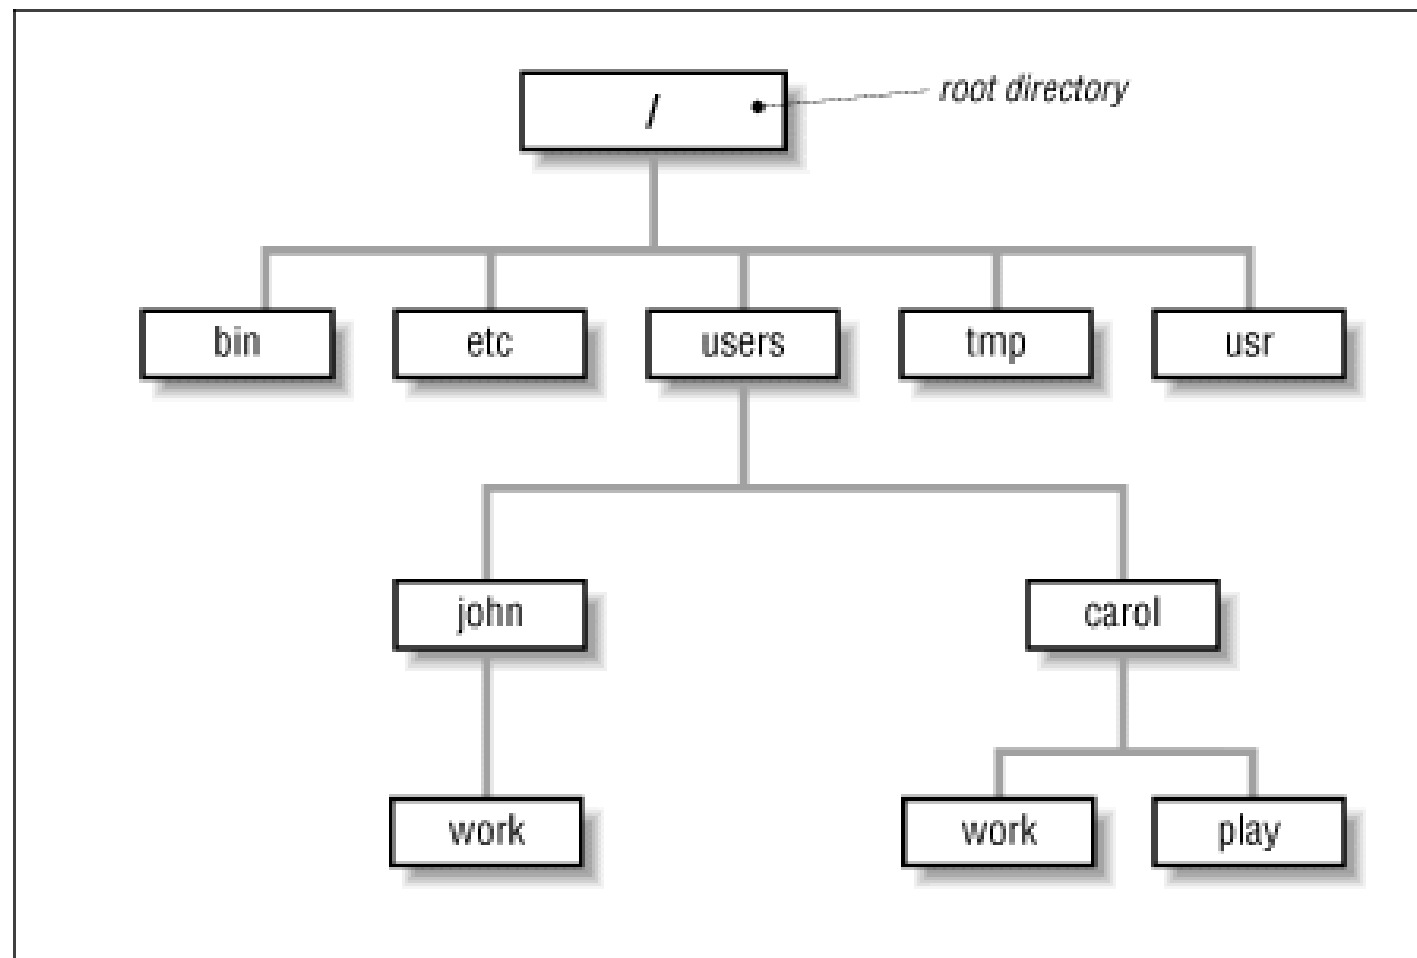 /
root directory
bin
etc
users
tmp
usr
john
carol
work
work
play